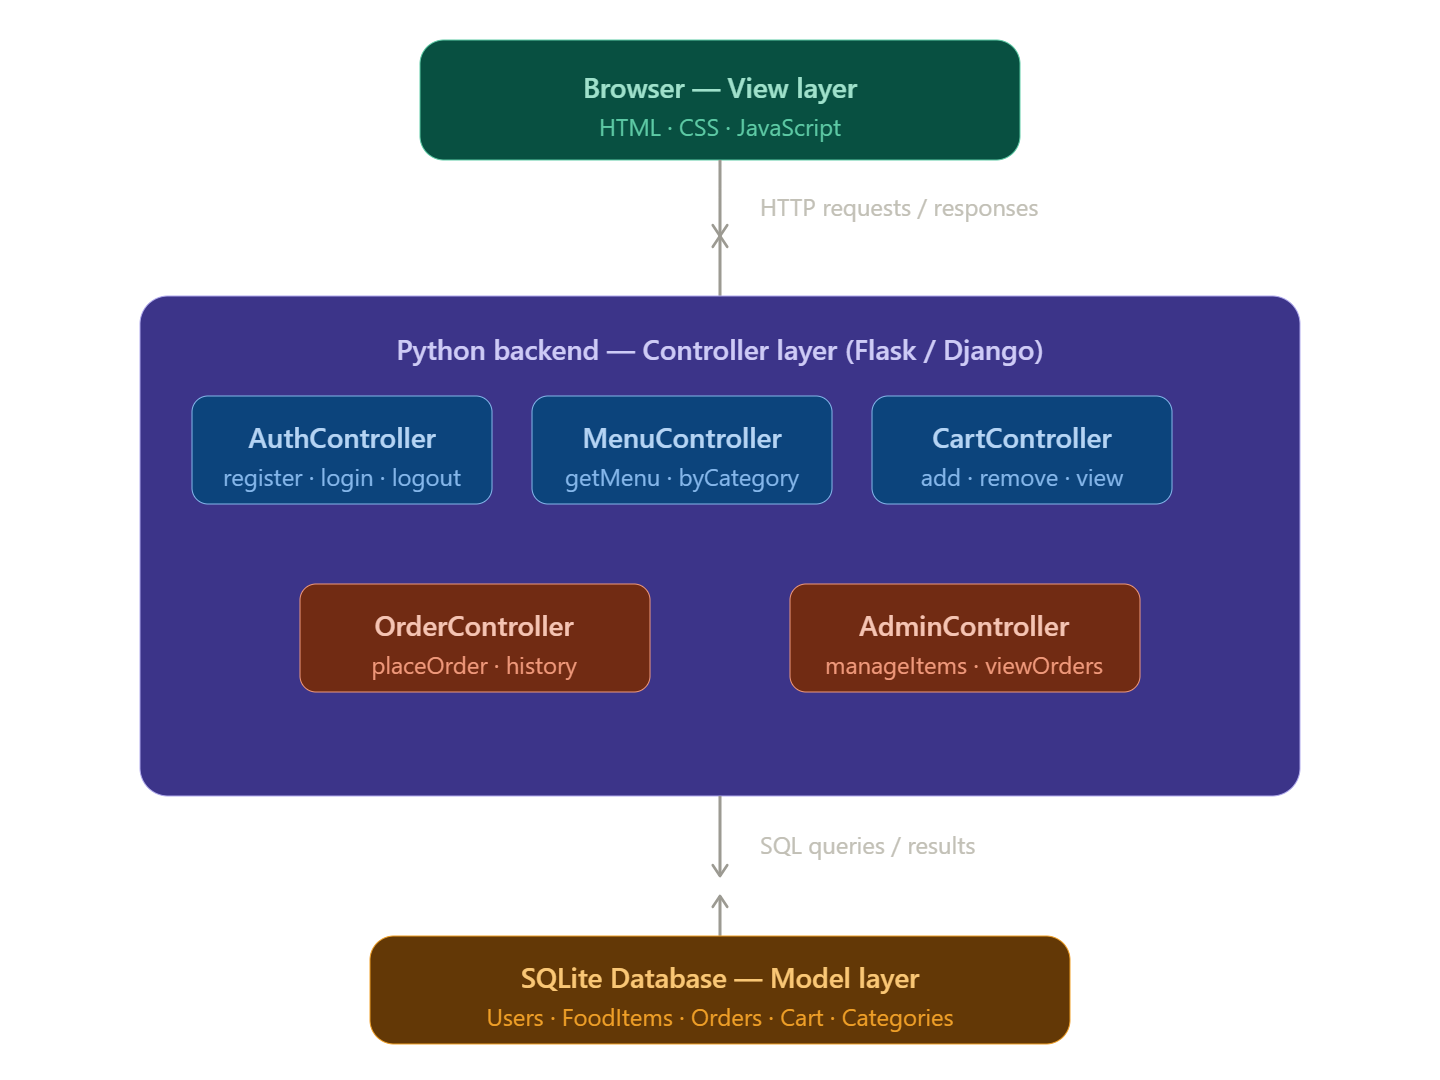 Browser — View layer
HTML · CSS · JavaScript
HTTP requests / responses
Python backend — Controller layer (Flask / Django)
AuthController
register · login · logout
MenuController
getMenu · byCategory
CartController
add · remove · view
OrderController
placeOrder · history
AdminController
manageItems · viewOrders
SQL queries / results
SQLite Database — Model layer
Users · FoodItems · Orders · Cart · Categories